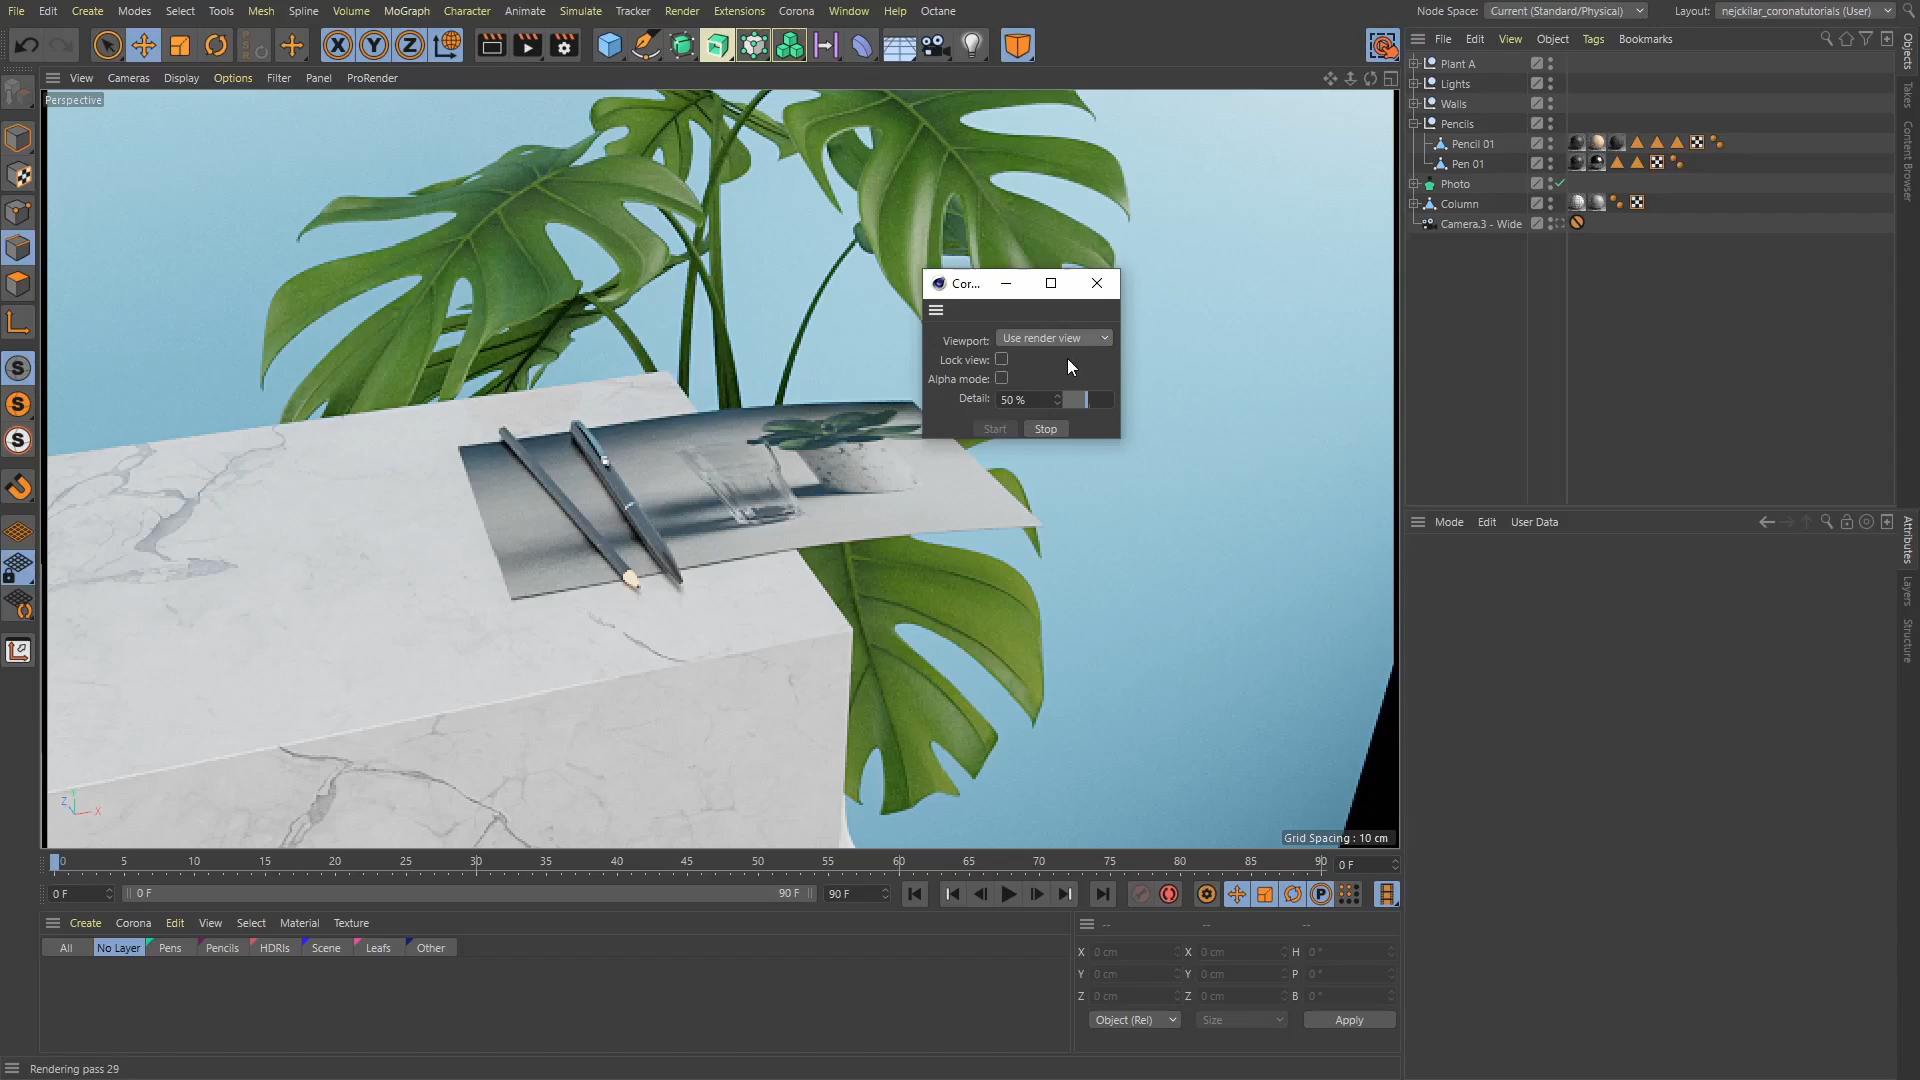 File Edit Create Modes Select Tools Mesh Spline Volume MoGraph Character Animate Simulate Tracker Render Extensions Corona Window Help Octane
Node Space: Current (Standard/Physical) Layout: nejckilar_coronatutorials (User)
X Y Z
File Edit View Object Tags Bookmarks
View Cameras Display Options Filter Panel ProRender
Perspective
Plant A
Lights
Walls
Pencils
Pencil 01
Pen 01
Photo
Column
Camera.3 - Wide
Objects
Takes
Content Browser
Cor...
Viewport: Use render view
Lock view:
Alpha mode:
Detail: 50 %
Start Stop
Mode Edit User Data
Attributes
Layers
Structure
Z Y X
Grid Spacing : 10 cm
0 5 10 15 20 25 30 35 40 45 50 55 60 65 70 75 80 85 90 0 F
0 F 0 F 90 F 90 F
P
Create Corona Edit View Select Material Texture
-- -- --
All No Layer Pens Pencils HDRIs Scene Leafs Other
X 0 cm X 0 cm H 0 °
Y 0 cm Y 0 cm P 0 °
Z 0 cm Z 0 cm B 0 °
Object (Rel) Size Apply
Rendering pass 29